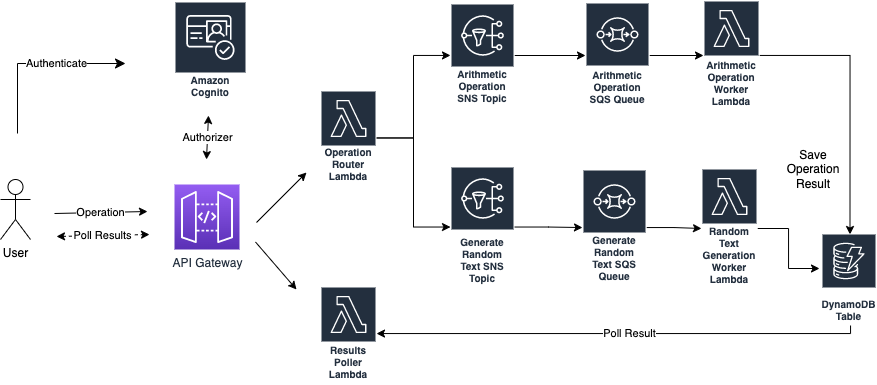 Authenticate
Amazon
Cognito
Authorizer
User
Operation
Poll Results
API Gateway
Operation
Router
Lambda
Arithmetic
Operation
SNS Topic
Arithmetic
Operation
SQS Queue
Arithmetic
Operation
Worker
Lambda
Generate
Random
Text SNS
Topic
Generate
Random
Text SQS
Queue
Random
Text
Generation
Worker
Lambda
Save
Operation
Result
DynamoDB
Table
Poll Result
Results
Poller
Lambda